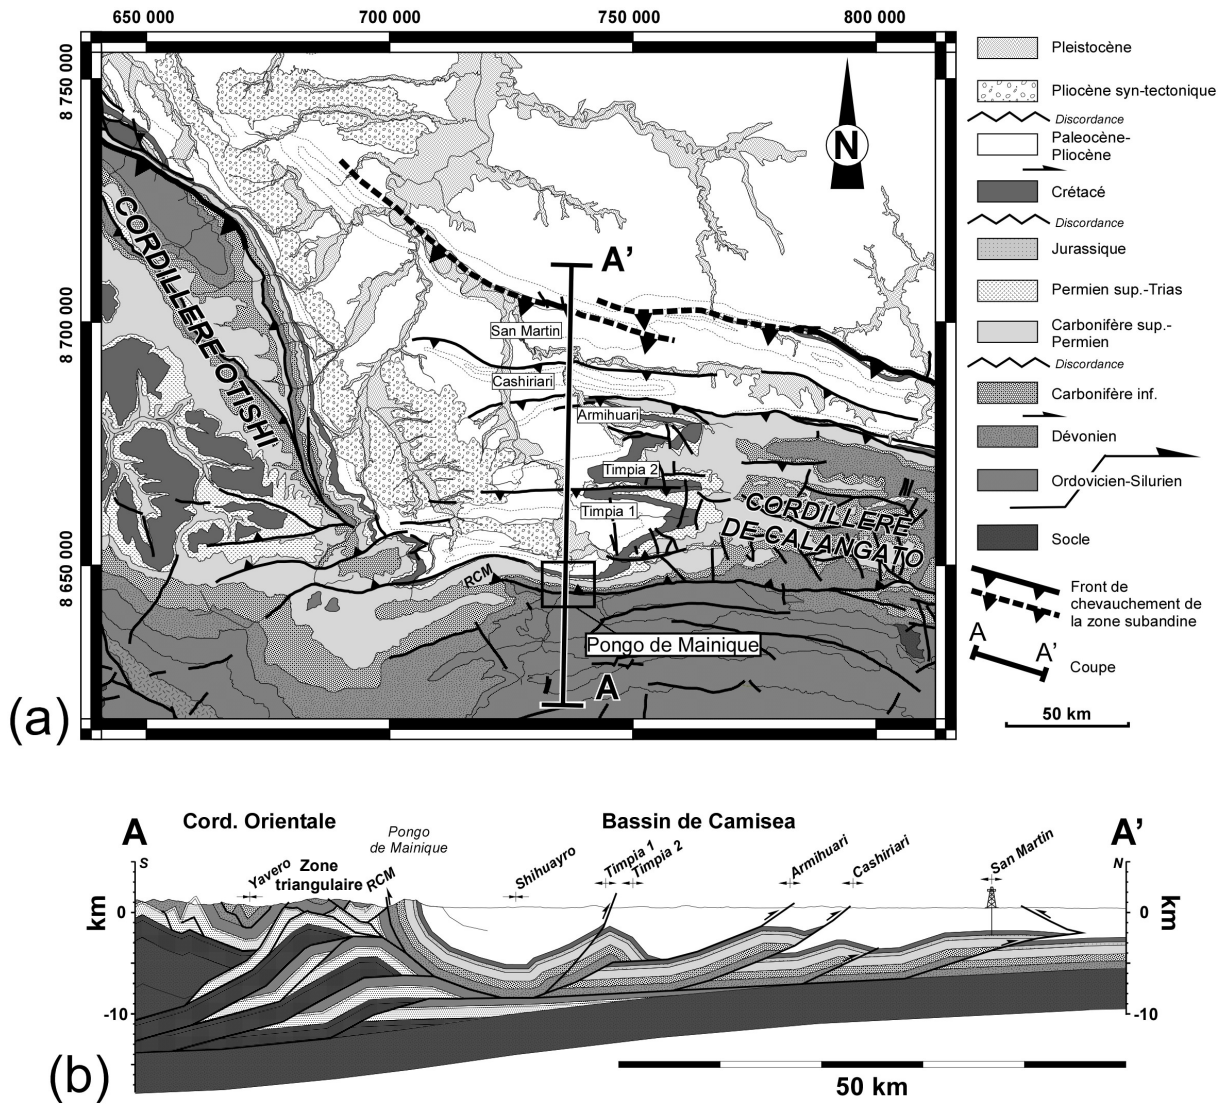 650 000
700 000
750 000
800 000
8 750 000
8 700 000
8 650 000
N
CORDILLERE OTISHI
A'
San Martin
Cashiriari
Armihuari
Timpia 2
Timpia 1
CORDILLERE
DE CALANGATO
RCM
Pongo de Mainique
A
(a)
Pleistocène
Pliocène syn-tectonique
Discordance
Paleocène-
Pliocène
Crétacé
Discordance
Jurassique
Permien sup.-Trias
Carbonifère sup.-
Permien
Discordance
Carbonifère inf.
Dévonien
Ordovicien-Silurien
Socle
Front de
chevauchement de
la zone subandine
A
A'
Coupe
50 km
A
Cord. Orientale
Pongo
de Mainique
Bassin de Camisea
A'
S
Yavero
Zone
triangulaire
RCM
Shihuayro
Timpia 1
Timpia 2
Armihuari
Cashiriari
San Martin
N
km
0
-10
0
-10
km
(b)
50 km